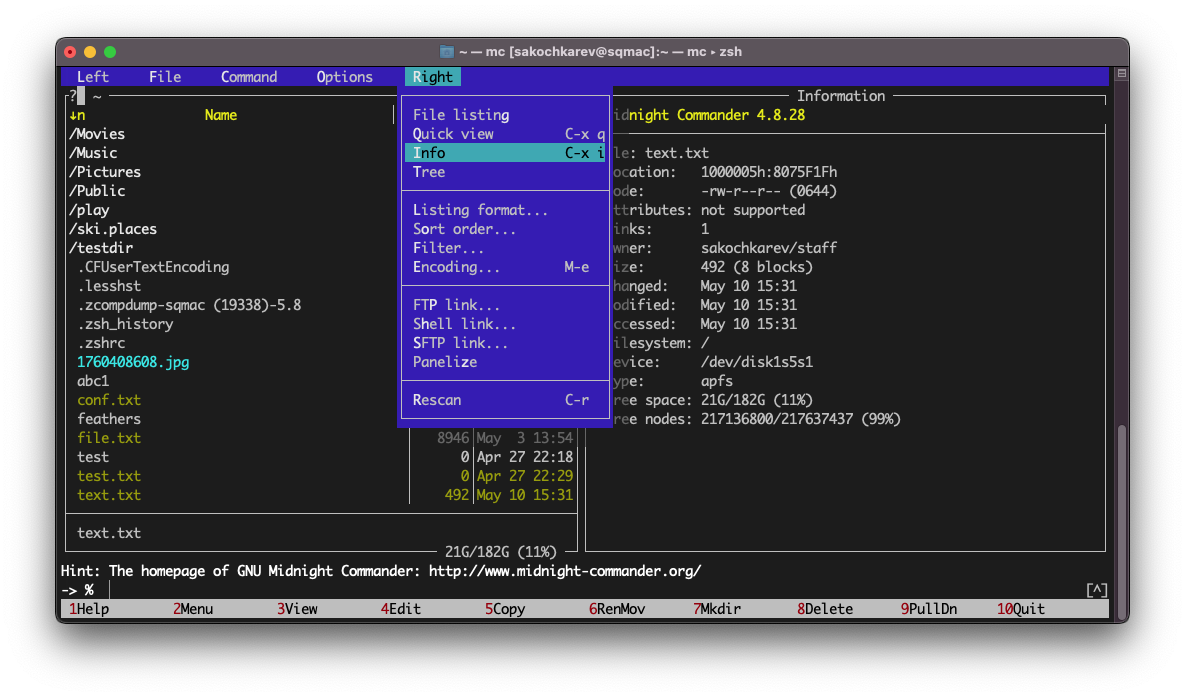 ~ — mc [sakochkarev@sqmac]:~ — mc ▸ zsh
Left File Command Options Right
? ~ Information
↓n Name idnight Commander 4.8.28
/Movies
/Music
/Pictures
/Public
/play
/ski.places
/testdir
.CFUserTextEncoding
.lesshst
.zcompdump-sqmac (19338)-5.8
.zsh_history
.zshrc
1760408608.jpg
abc1
conf.txt
feathers
file.txt 8946 May 3 13:54
test 0 Apr 27 22:18
test.txt 0 Apr 27 22:29
text.txt 492 May 10 15:31
text.txt
21G/182G (11%)
File listing
Quick view C-x q
Info C-x i
Tree
Listing format...
Sort order...
Filter...
Encoding... M-e
FTP link...
Shell link...
SFTP link...
Panelize
Rescan C-r
le: text.txt
ocation: 1000005h:8075F1Fh
ode: -rw-r--r-- (0644)
ttributes: not supported
inks: 1
wner: sakochkarev/staff
ize: 492 (8 blocks)
hanged: May 10 15:31
odified: May 10 15:31
ccessed: May 10 15:31
ilesystem: /
evice: /dev/disk1s5s1
ype: apfs
ree space: 21G/182G (11%)
ree nodes: 217136800/217637437 (99%)
Hint: The homepage of GNU Midnight Commander: http://www.midnight-commander.org/
-> % [^]
1Help 2Menu 3View 4Edit 5Copy 6RenMov 7Mkdir 8Delete 9PullDn 10Quit